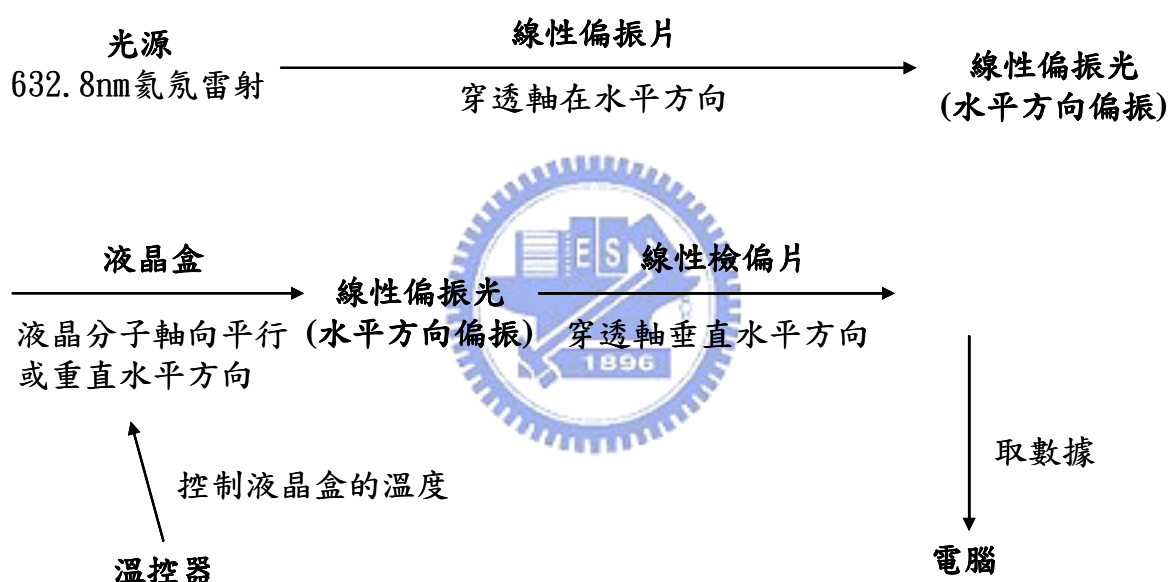 光源
632.8nm氦氖雷射
線性偏振片
穿透軸在水平方向
線性偏振光
(水平方向偏振)
液晶盒
液晶分子軸向平行
或重直水平方向
線性偏振光
(水平方向偏振)
線性檢偏片
穿透軸垂直水平方向
ES
1896
控制液晶盒的溫度
溫控器
取數據
電腦